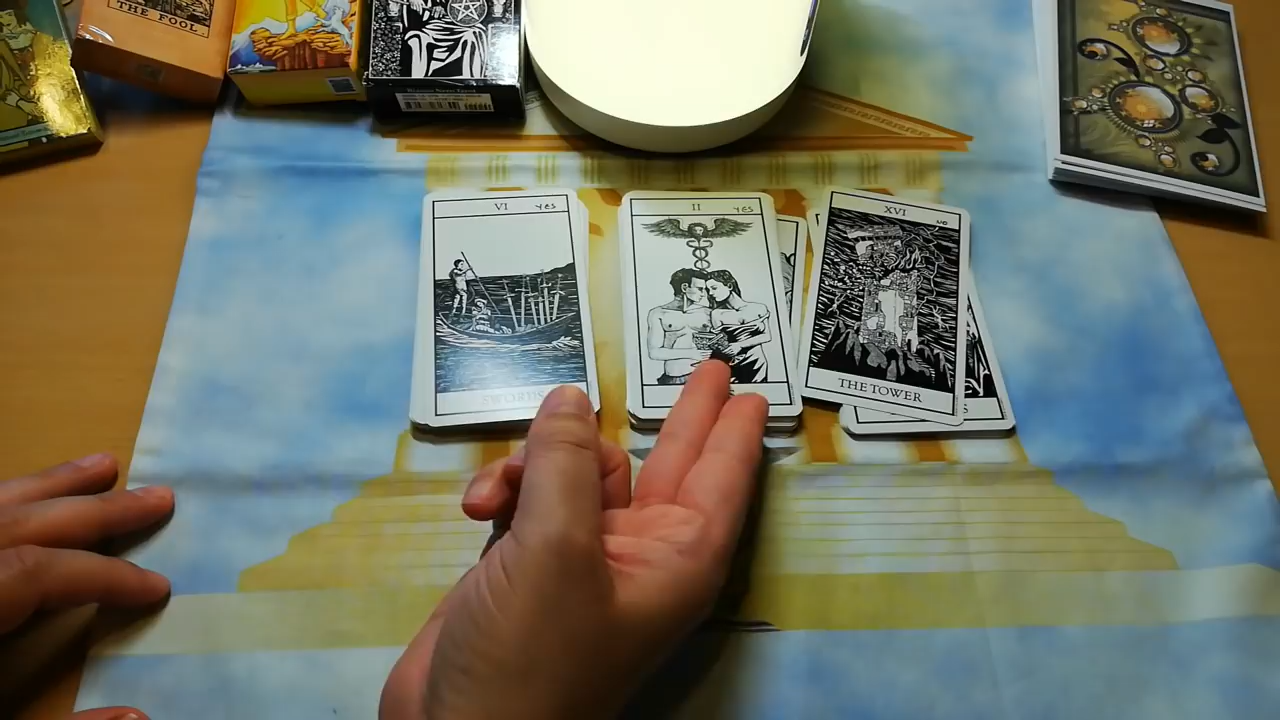 THE FOOL
VI YES
SWORDS
II YES
XVI NO
THE TOWER
S